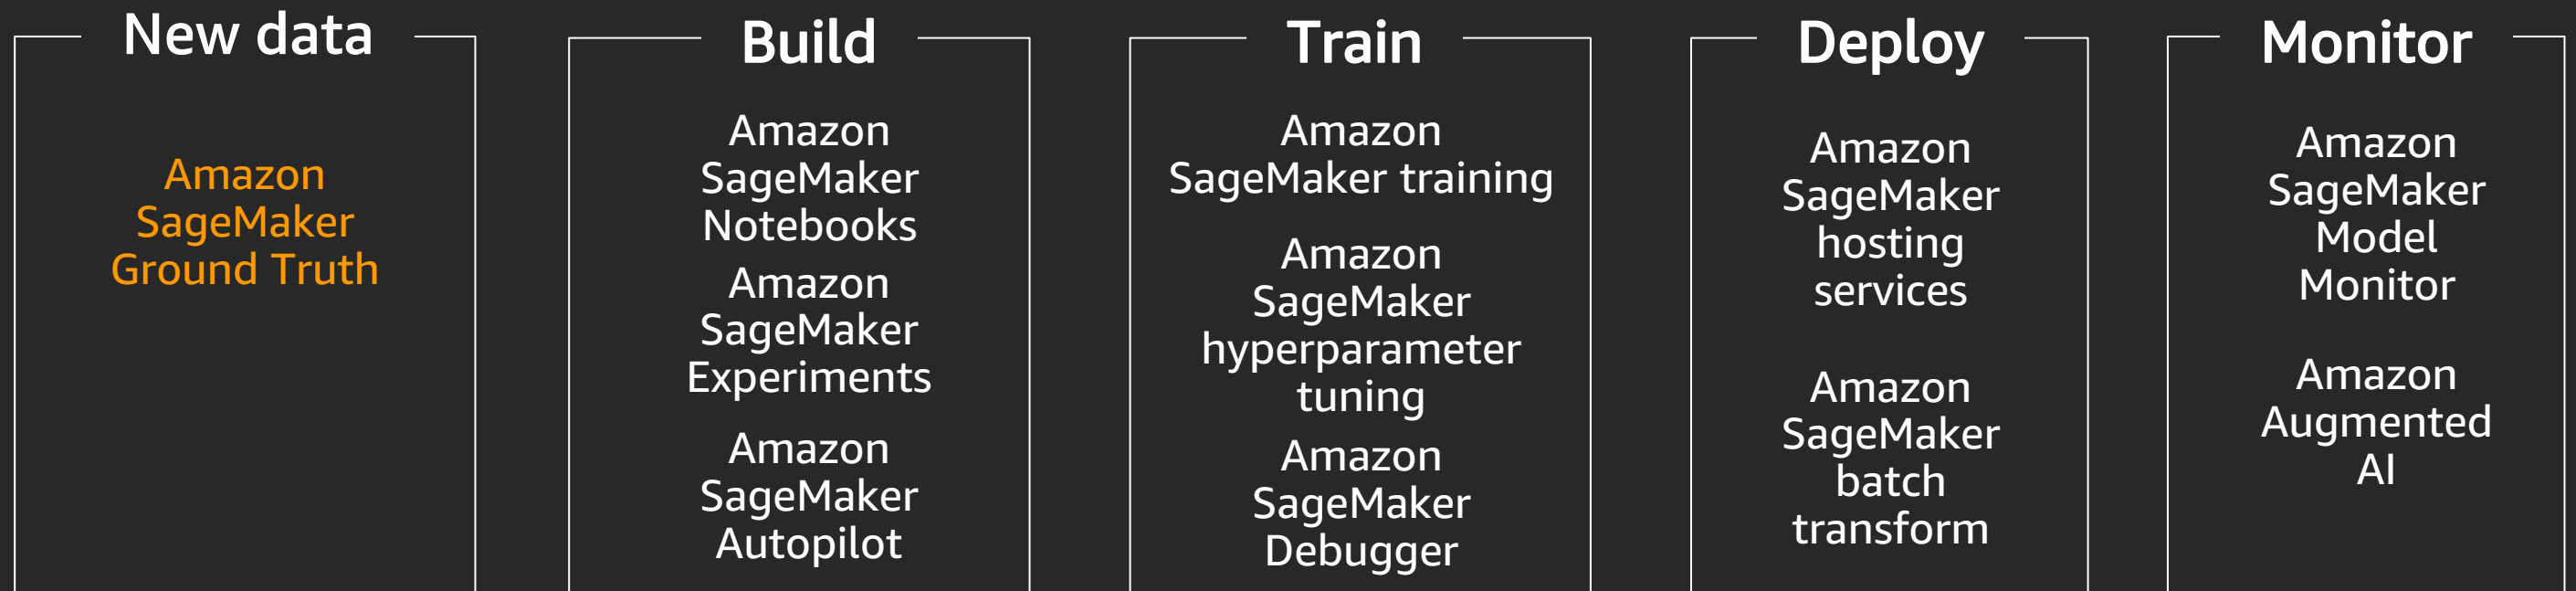 New data
Amazon
SageMaker
Ground Truth
Build
Amazon
SageMaker
Notebooks
Amazon
SageMaker
Experiments
Amazon
SageMaker
Autopilot
Train
Amazon
SageMaker training
Amazon
SageMaker
hyperparameter
tuning
Amazon
SageMaker
Debugger
Deploy
Amazon
SageMaker
hosting
services
Amazon
SageMaker
batch
transform
Monitor
Amazon
SageMaker
Model
Monitor
Amazon
Augmented
AI